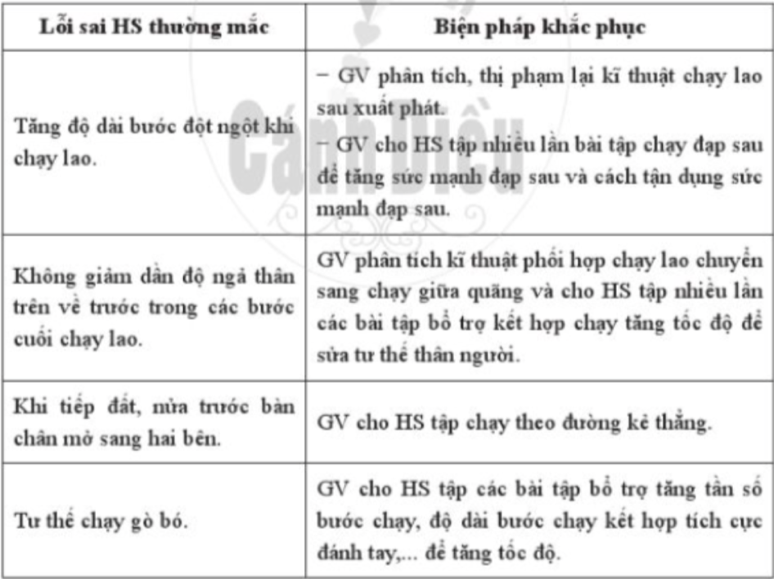 Lỗi sai HS thường mắc
Biện pháp khắc phục
Tăng độ dài bước đột ngột khi
chạy lao.
– GV phân tích, thị phạm lại kĩ thuật chạy lao
sau xuất phát.
– GV cho HS tập nhiều lần bài tập chạy đạp sau
để tăng sức mạnh đạp sau và cách tận dụng sức
mạnh đạp sau.
Không giảm dần độ ngả thân
trên về trước trong các bước
cuối chạy lao.
GV phân tích kĩ thuật phối hợp chạy lao chuyển
sang chạy giữa quãng và cho HS tập nhiều lần
các bài tập bổ trợ kết hợp chạy tăng tốc độ để
sửa tư thế thân người.
Khi tiếp đất, nửa trước bàn
chân mở sang hai bên.
GV cho HS tập chạy theo đường kẻ thẳng.
Tư thế chạy gò bó.
GV cho HS tập các bài tập bổ trợ tăng tần số
bước chạy, độ dài bước chạy kết hợp tích cực
đánh tay,... để tăng tốc độ.
Cánh Diều